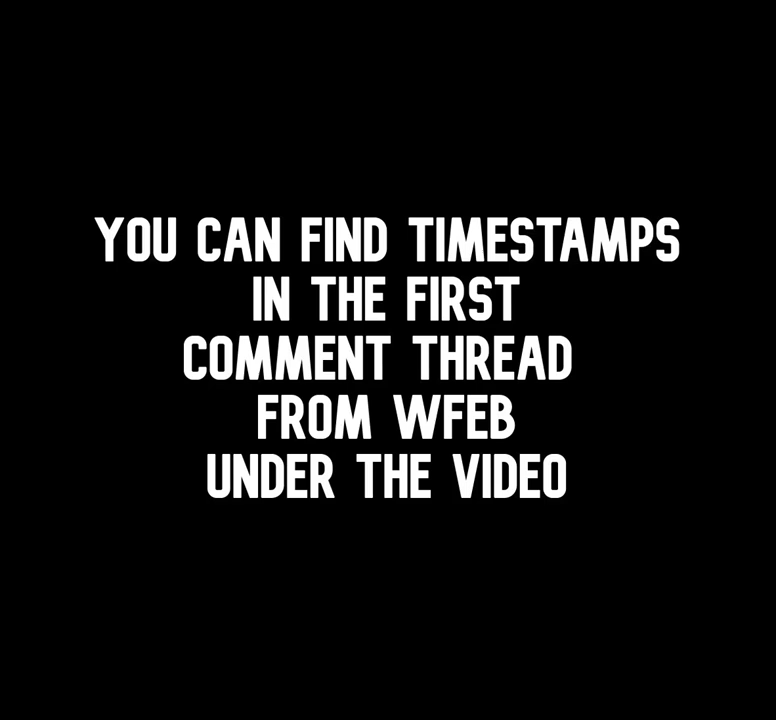 YOU CAN FIND TIMESTAMPS
IN THE FIRST
COMMENT THREAD
FROM WFEB
UNDER THE VIDEO